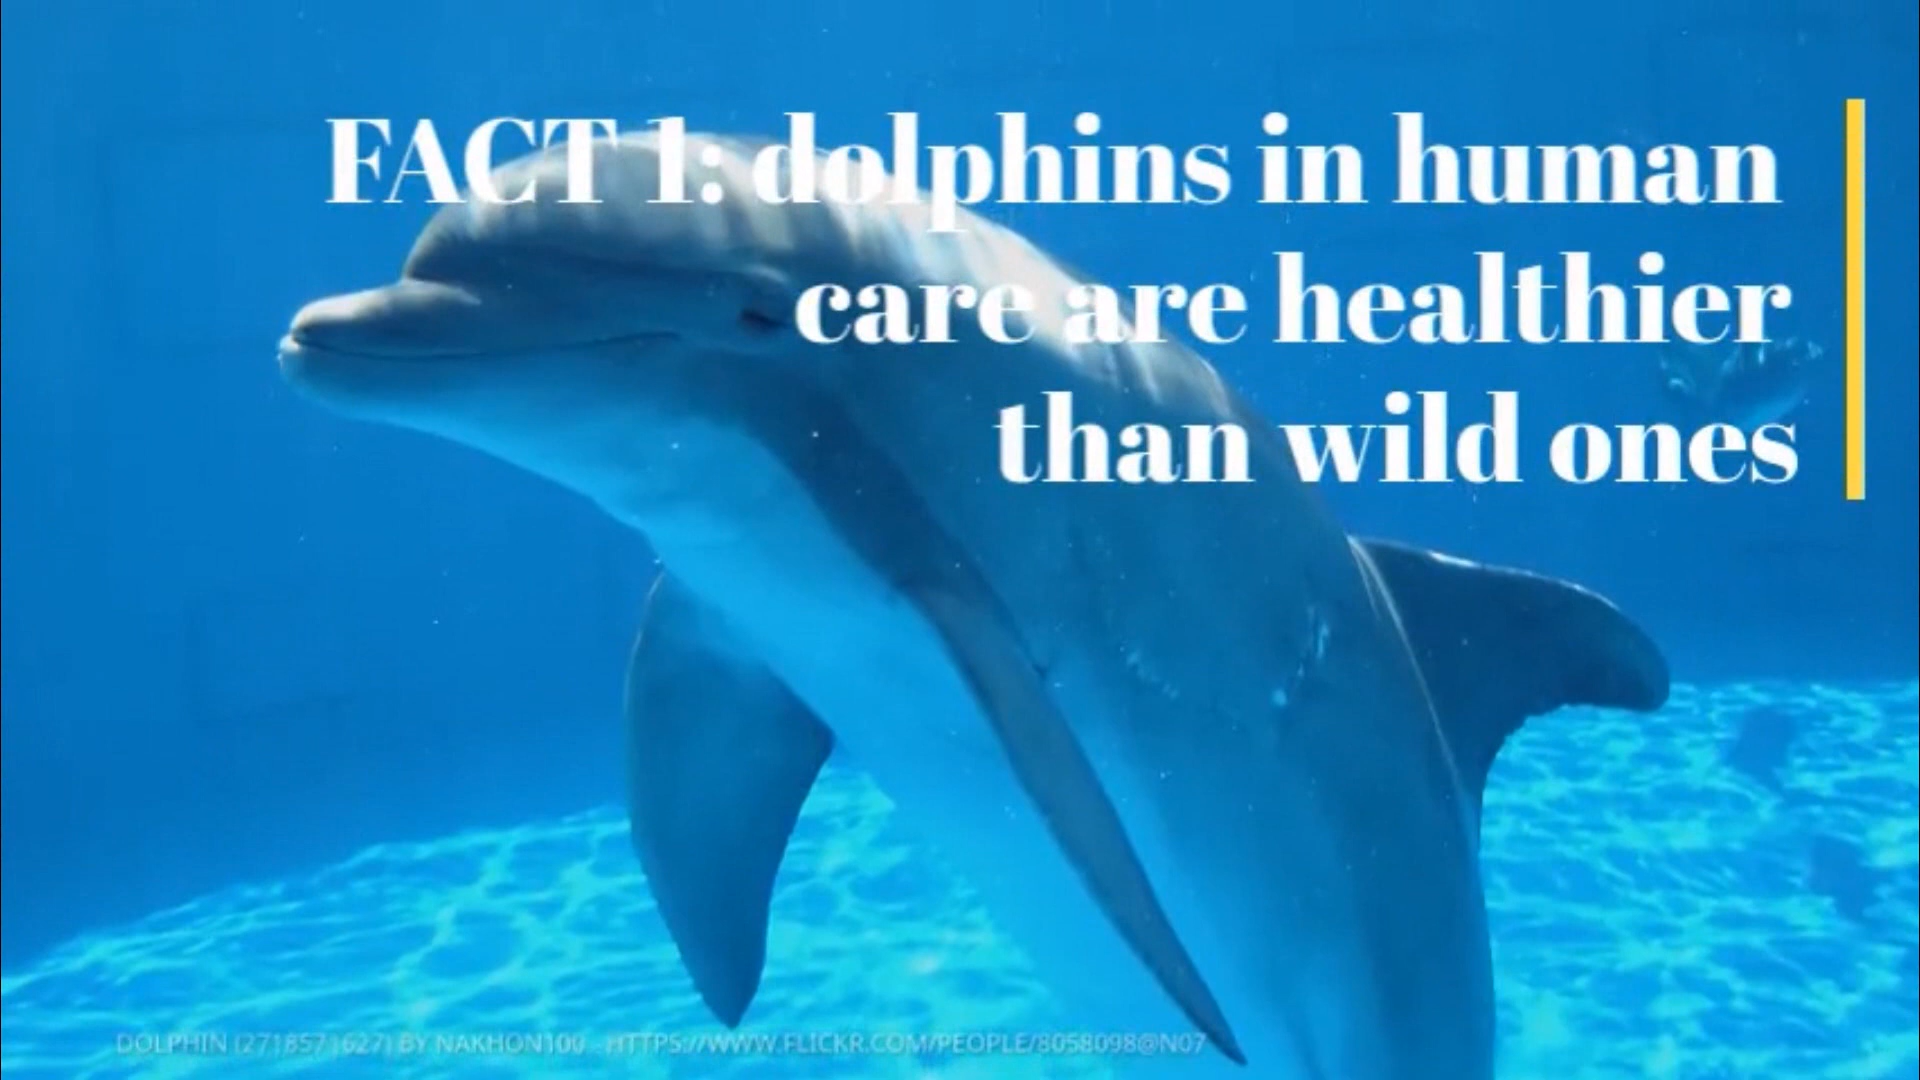 FACT 1: dolphins in human
care are healthier
than wild ones
DOLPHIN (2718571627) BY NAKHON100 - HTTPS://WWW.FLICKR.COM/PEOPLE/8058098@N07